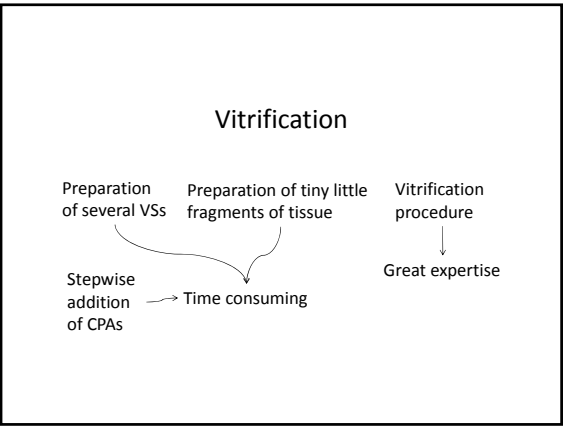 Vitrification
Preparation
of several VSs
Preparation of tiny little
fragments of tissue
Vitrification
procedure
Great expertise
Stepwise
addition
of CPAs
Time consuming